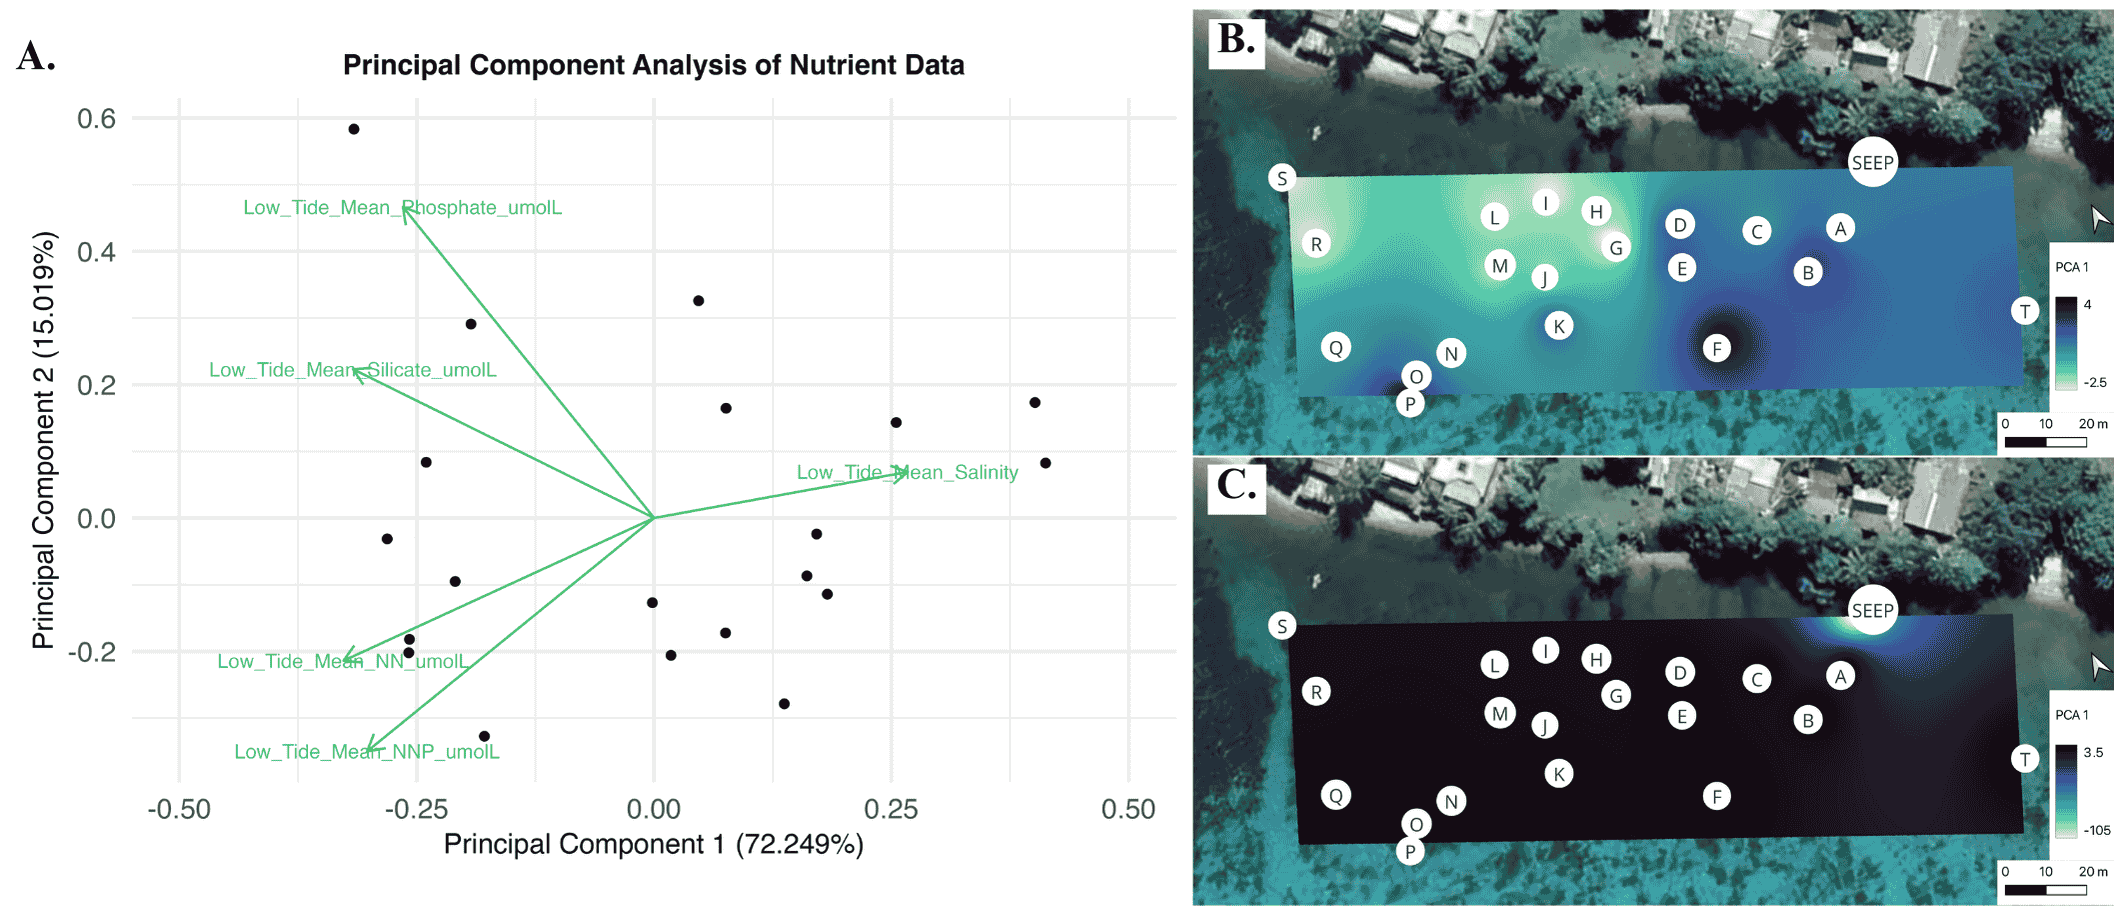 A.
Principal Component Analysis of Nutrient Data
Principal Component 2 (15.019%)
0.6
0.4
0.2
0.0
-0.2
Low_Tide_Mean_Phosphate_umolL
Low_Tide_Mean_Silicate_umolL
Low_Tide_Mean_Salinity
Low_Tide_Mean_NN_umolL
Low_Tide_Mean_NNP_umolL
-0.50 -0.25 0.00 0.25 0.50
Principal Component 1 (72.249%)
B.
SEEP
S
I
L
H
D
C
A
R
G
M
J
E
B
T
K
Q
N
F
O
P
PCA 1
4
-2.5
0 10 20 m
C.
SEEP
S
I
L
H
D
C
A
R
G
M
J
E
B
T
K
Q
N
F
O
P
PCA 1
3.5
-105
0 10 20 m